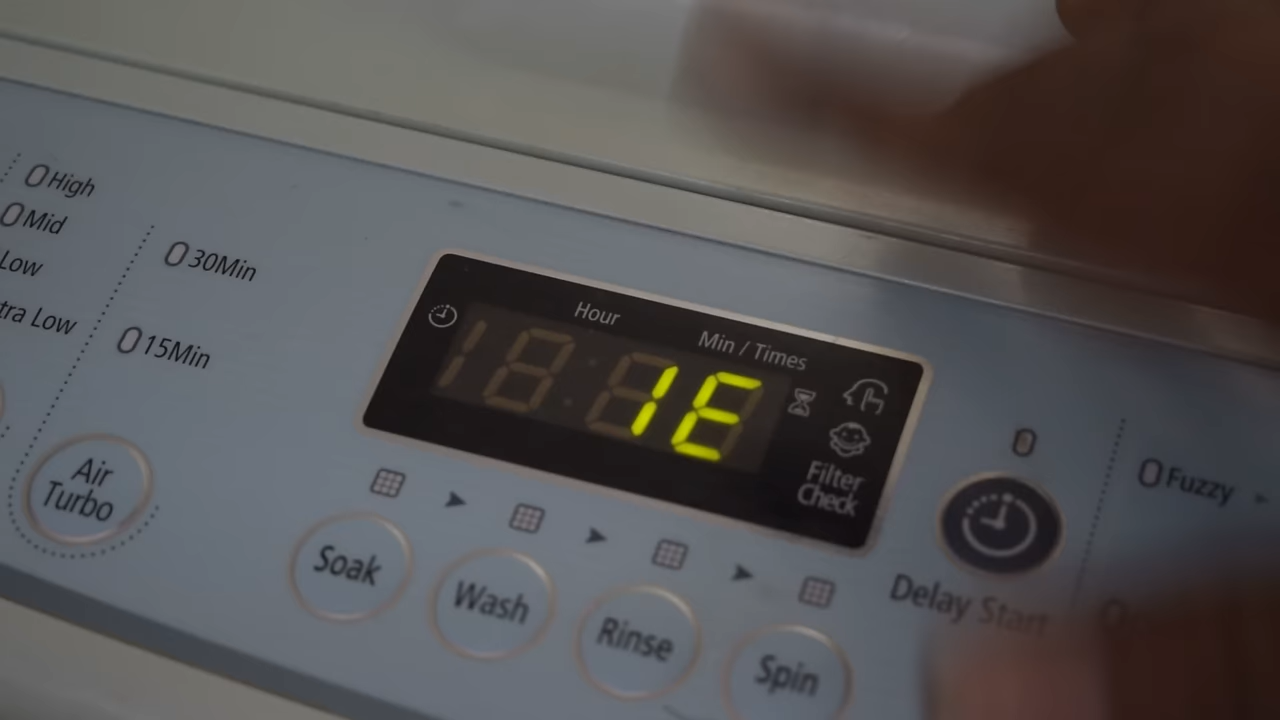 High
Mid
Low
tra Low
30Min
15Min
Air
Turbo
Hour
Min / Times
1E
Filter
Check
Soak
Wash
Rinse
Spin
Delay Start
Fuzzy